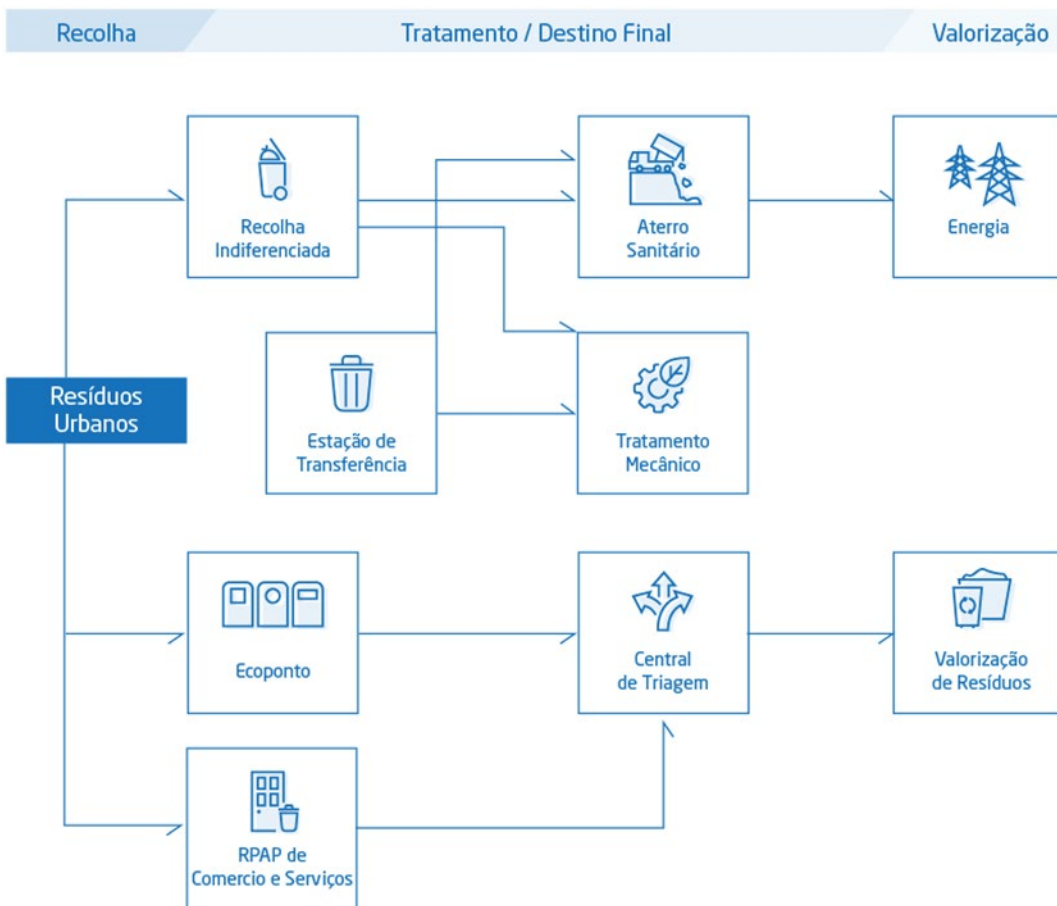 Recolha
Tratamento / Destino Final
Valorização
Recolha
Indiferenciada
Aterro
Sanitário
Energia
Resíduos
Urbanos
Estação de
Transferência
Tratamento
Mecânico
Ecoponto
Central
de Triagem
Valorização
de Resíduos
RPAP de
Comercio e Serviços